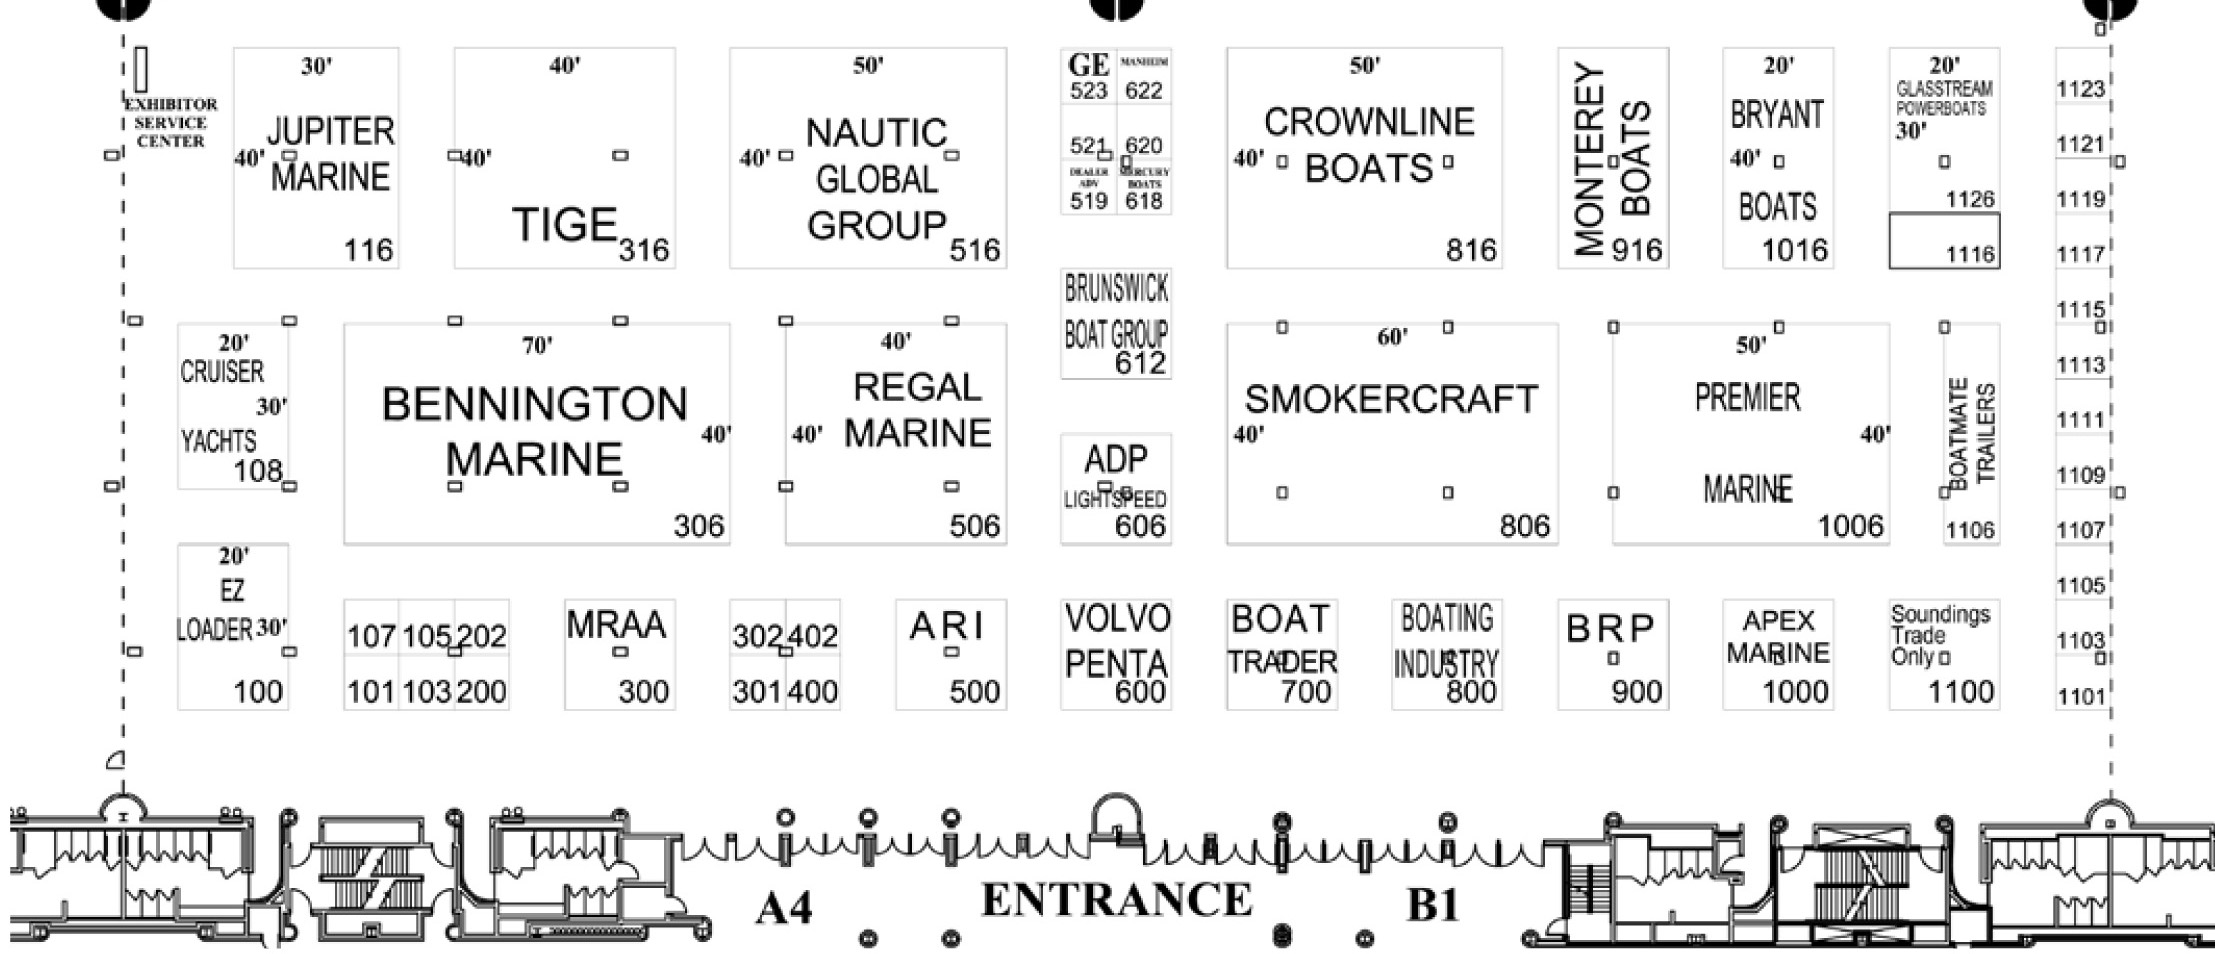 EXHIBITOR
SERVICE
CENTER
30'
JUPITER
40'
MARINE
116
40'
40'
TIGE
316
50'
NAUTIC
40'
GLOBAL
GROUP
516
GE
523
MANHEIM
622
521
620
DEALER
ADV
519
MERCURY
BOATS
618
50'
CROWNLINE
40'
BOATS
816
MONTEREY
BOATS
916
20'
BRYANT
40'
BOATS
1016
20'
GLASSTREAM
POWERBOATS
30'
1126
1116
1123
1121
1119
1117
1115
1113
1111
1109
1107
1105
1103
1101
20'
CRUISER
30'
YACHTS
108
70'
BENNINGTON
40'
MARINE
306
40'
REGAL
40'
MARINE
506
BRUNSWICK
BOAT GROUP
612
ADP
LIGHTSPEED
606
60'
SMOKERCRAFT
40'
806
50'
PREMIER
40'
MARINE
1006
BOATMATE
TRAILERS
1106
20'
EZ
LOADER 30'
100
107 105 202
101 103 200
MRAA
300
302 402
301 400
ARI
500
VOLVO
PENTA
600
BOAT
TRADER
700
BOATING
INDUSTRY
800
BRP
900
APEX
MARINE
1000
Soundings
Trade
Only
1100
A4
ENTRANCE
B1